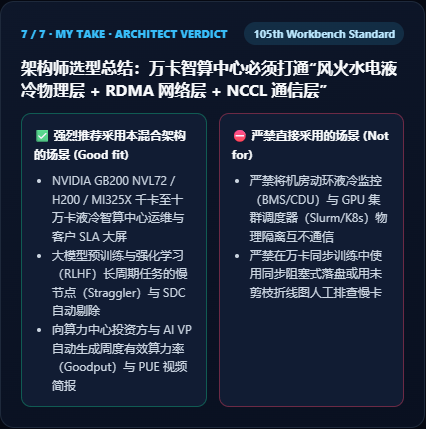 7 / 7 · MY TAKE · ARCHITECT VERDICT
105th Workbench Standard
架构师选型总结：万卡智算中心必须打通“风火水电液
冷物理层 + RDMA 网络层 + NCCL 通信层”
✅ 强烈推荐采用本混合架构
的场景 (Good fit)
• NVIDIA GB200 NVL72 /
H200 / MI325X 千卡至十
万卡液冷智算中心运维与
客户 SLA 大屏
• 大模型预训练与强化学习
（RLHF）长周期任务的慢
节点（Straggler）与 SDC
自动剔除
• 向算力中心投资方与 AI VP
自动生成周度有效算力率
（Goodput）与 PUE 视频
简报
⛔ 严禁直接采用的场景 (Not
for)
• 严禁将机房动环液冷监控
（BMS/CDU）与 GPU 集
群调度器（Slurm/K8s）物
理隔离互不通信
• 严禁在万卡同步训练中使
用同步阻塞式落盘或用未
剪枝折线图人工排查慢卡